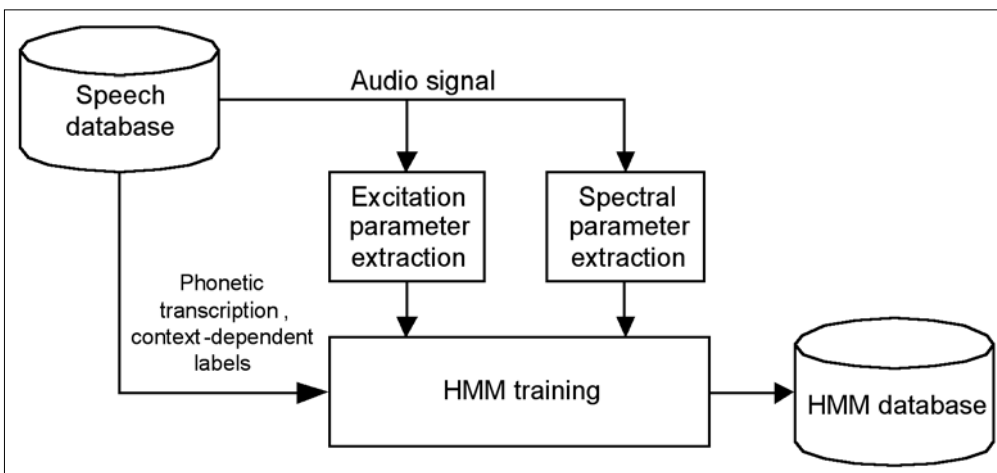 Speech
database
Audio signal
Excitation
parameter
extraction
Spectral
parameter
extraction
Phonetic
transcription ,
context-dependent
labels
HMM training
HMM database